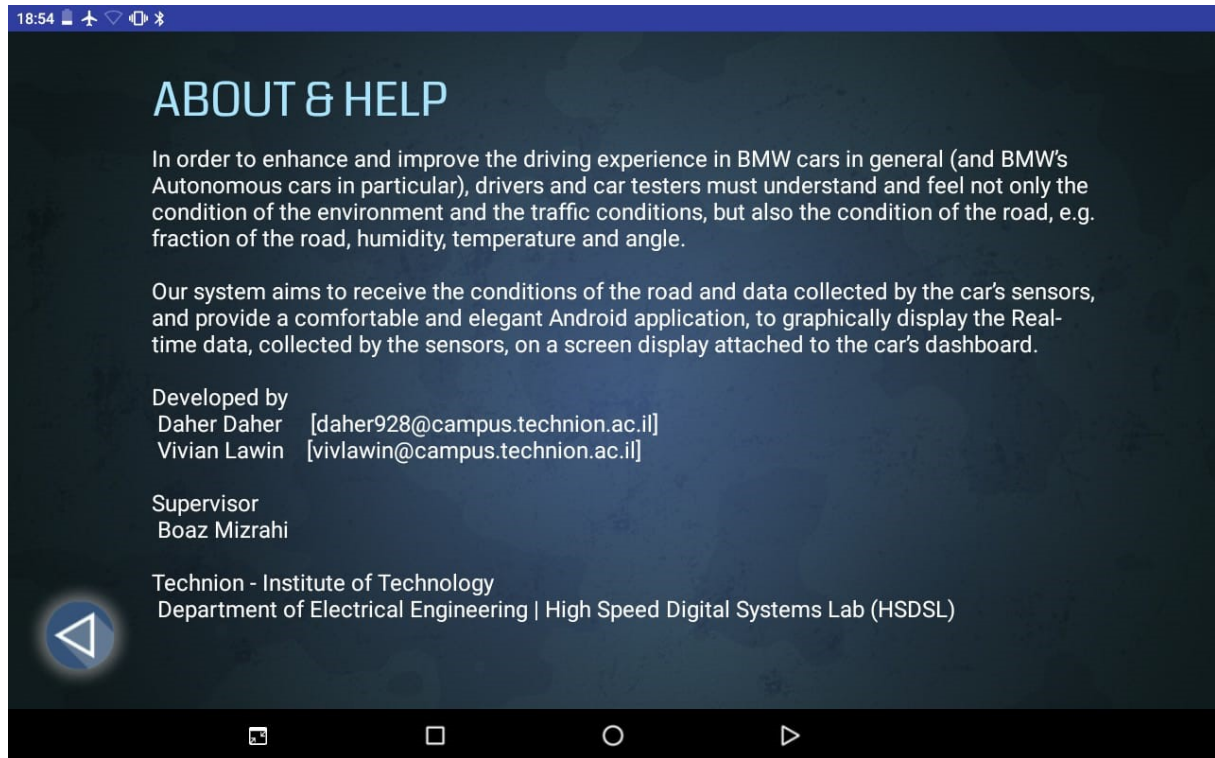 18:54
ABOUT & HELP
In order to enhance and improve the driving experience in BMW cars in general (and BMW's
Autonomous cars in particular), drivers and car testers must understand and feel not only the
condition of the environment and the traffic conditions, but also the condition of the road, e.g.
fraction of the road, humidity, temperature and angle.
Our system aims to receive the conditions of the road and data collected by the car's sensors,
and provide a comfortable and elegant Android application, to graphically display the Real-
time data, collected by the sensors, on a screen display attached to the car's dashboard.
Developed by
Daher Daher [daher928@campus.technion.ac.il]
Vivian Lawin [vivlawin@campus.technion.ac.il]
Supervisor
Boaz Mizrahi
Technion - Institute of Technology
Department of Electrical Engineering | High Speed Digital Systems Lab (HSDSL)